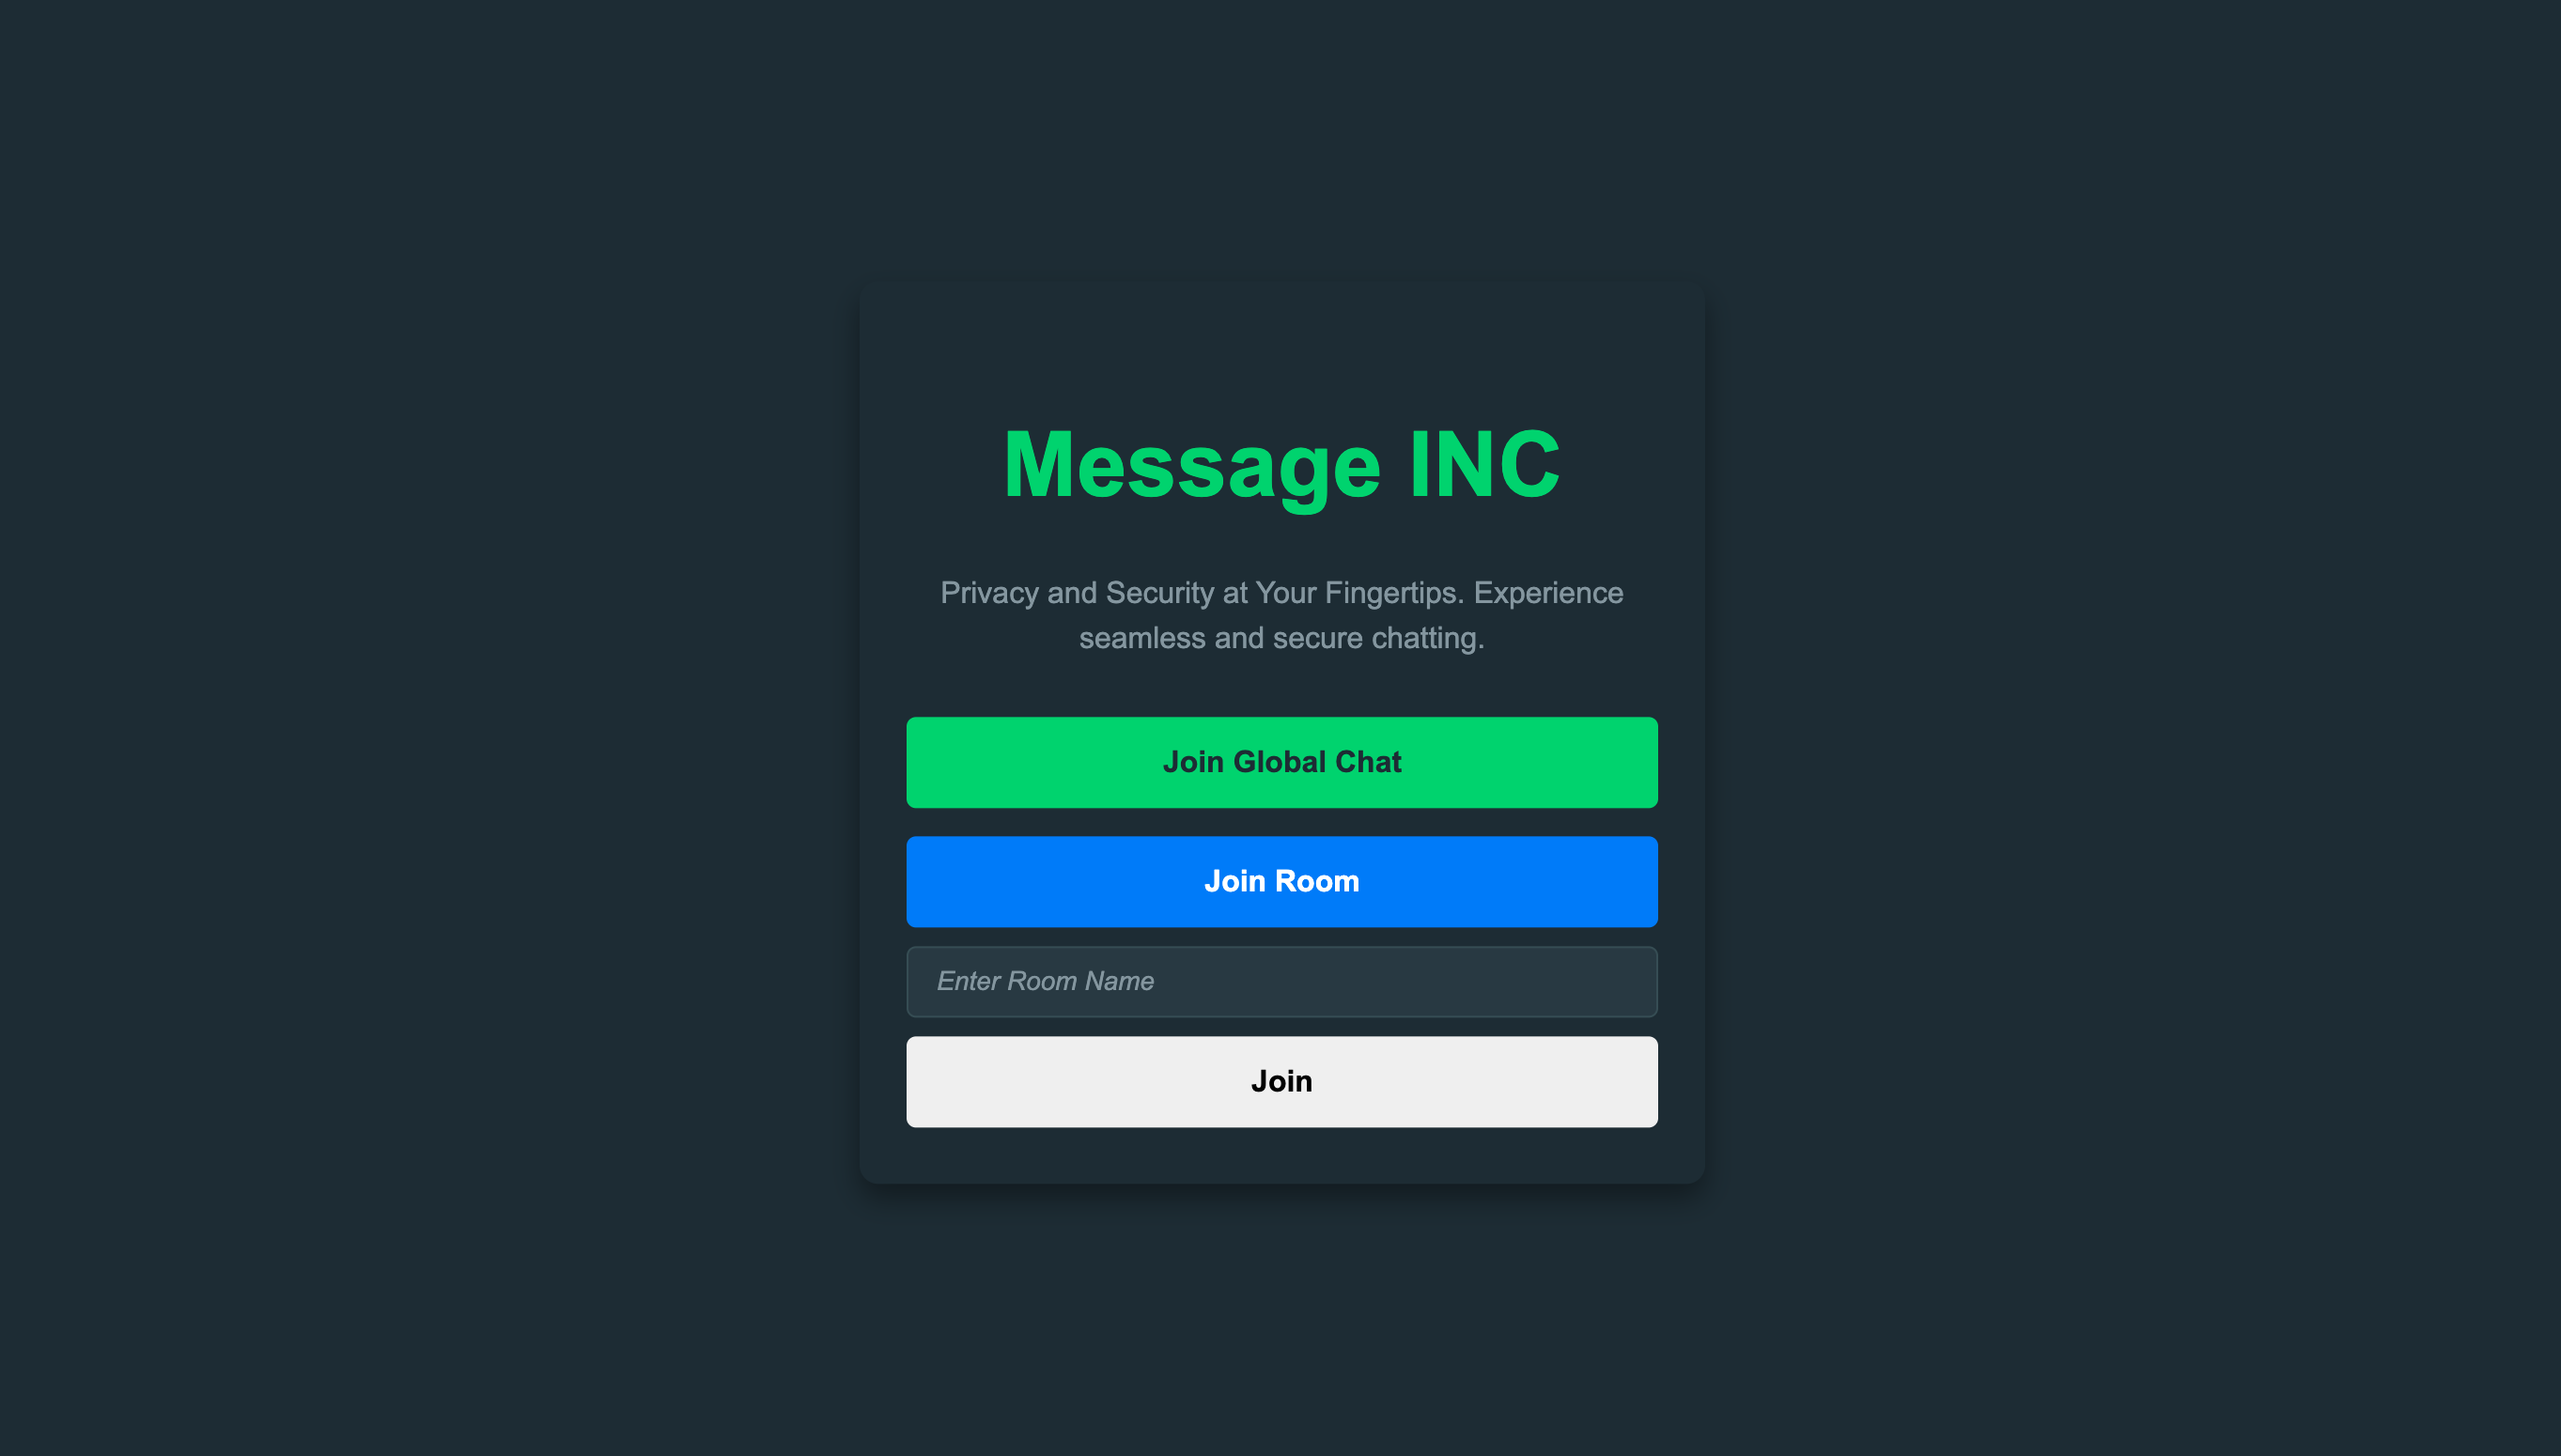 Message INC
Privacy and Security at Your Fingertips. Experience
seamless and secure chatting.
Join Global Chat
Join Room
Enter Room Name
Join